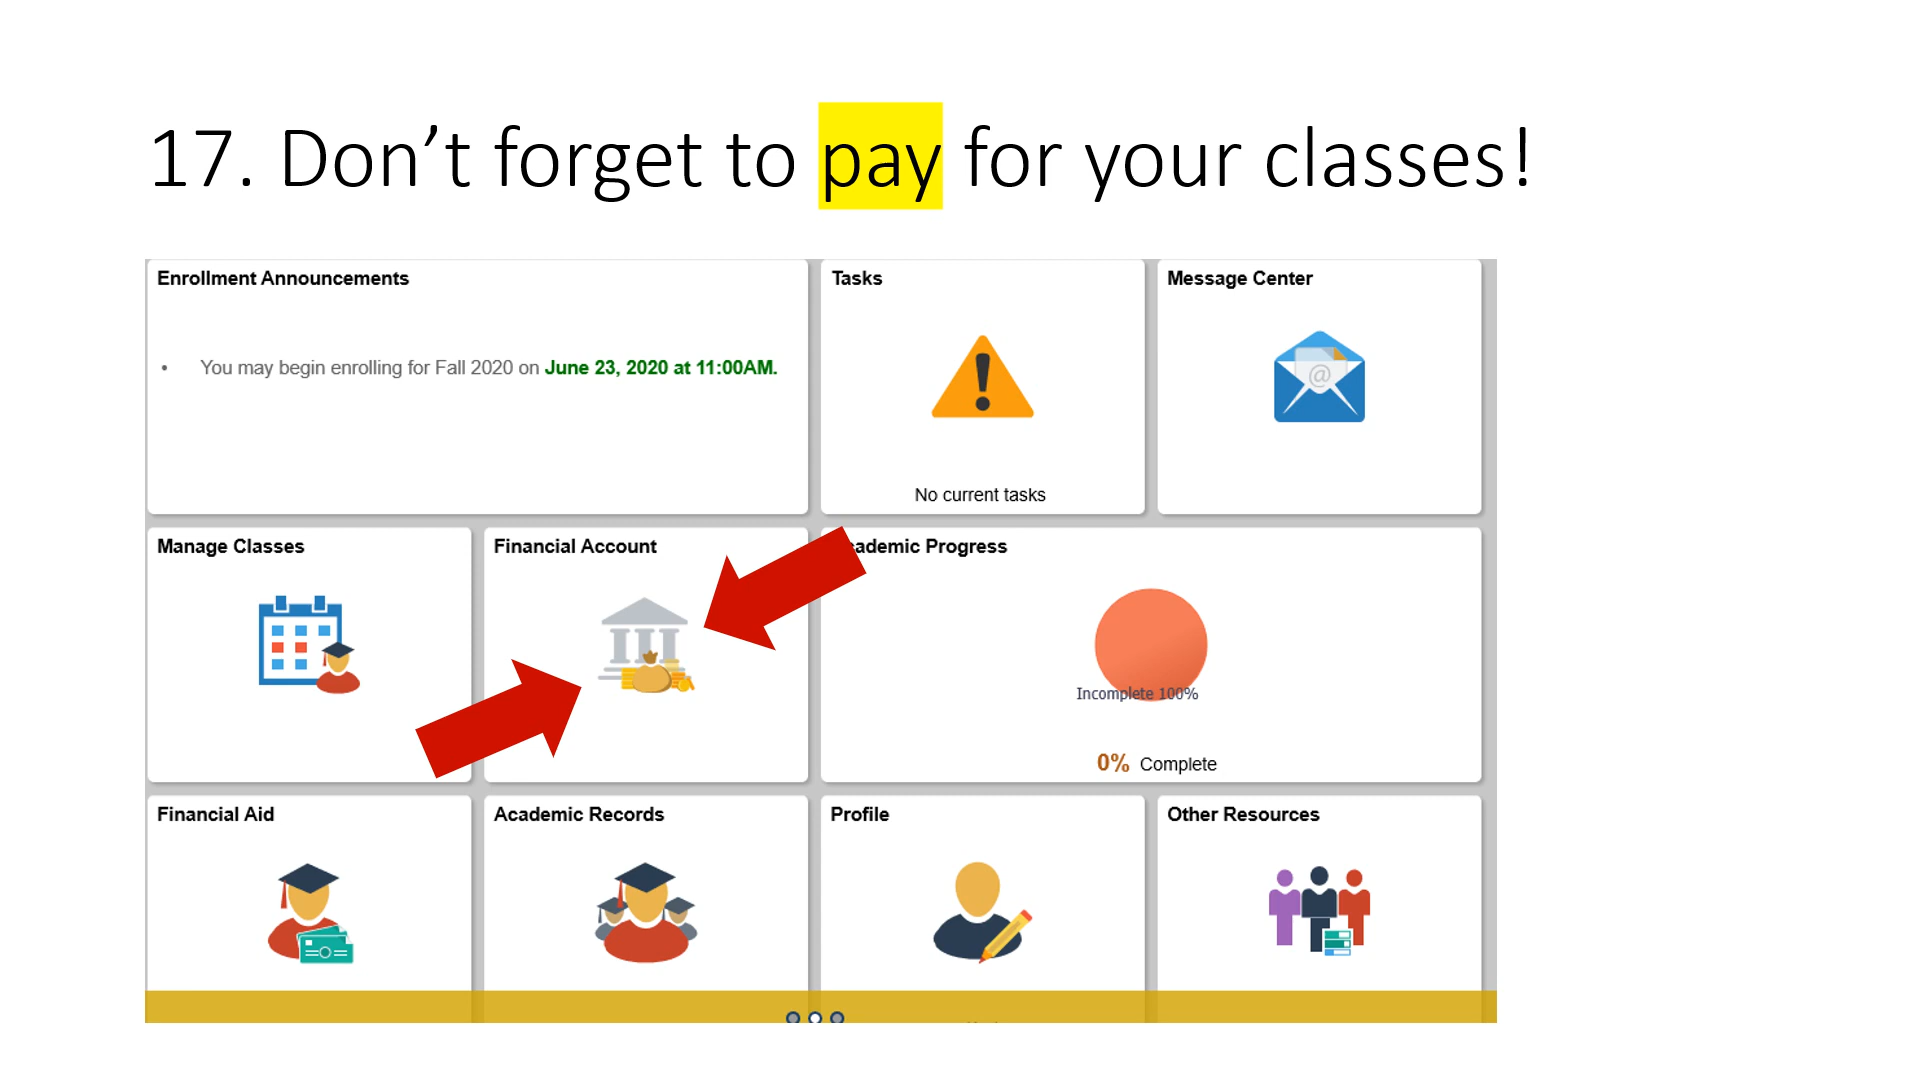 17. Don’t forget to pay for your classes!
Enrollment Announcements
• You may begin enrolling for Fall 2020 on June 23, 2020 at 11:00AM.
Tasks
No current tasks
Message Center
@
Manage Classes
Financial Account
ademic Progress
Incomplete 100%
0% Complete
Financial Aid
Academic Records
Profile
Other Resources